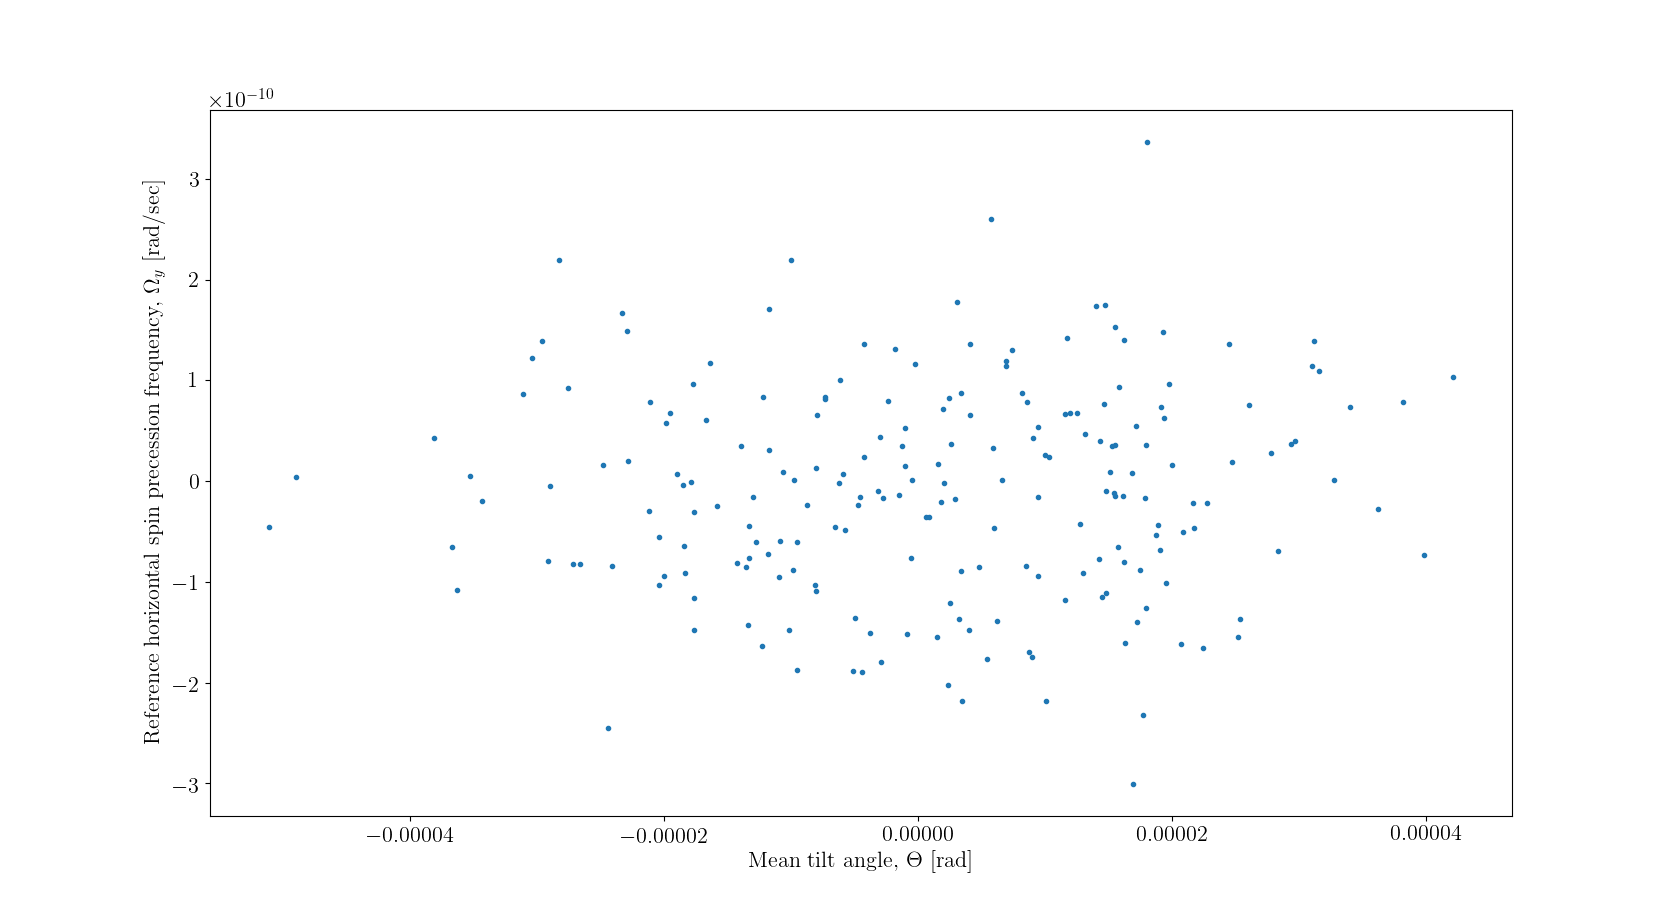 ×10⁻¹⁰
3
2
1
0
−1
−2
−3
Reference horizontal spin precession frequency, Ω_y [rad/sec]
−0.00004 −0.00002 0.00000 0.00002 0.00004
Mean tilt angle, Θ [rad]